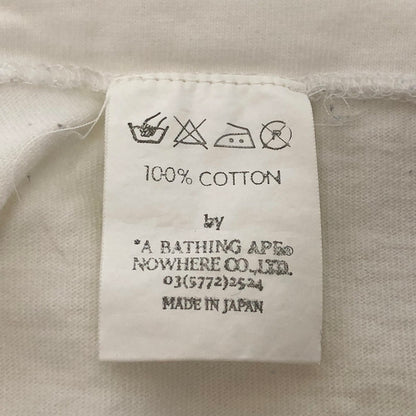 100% COTTON
by
*A BATHING APE®
NOWHERE CO.,LTD.
03(5772)2524
MADE IN JAPAN